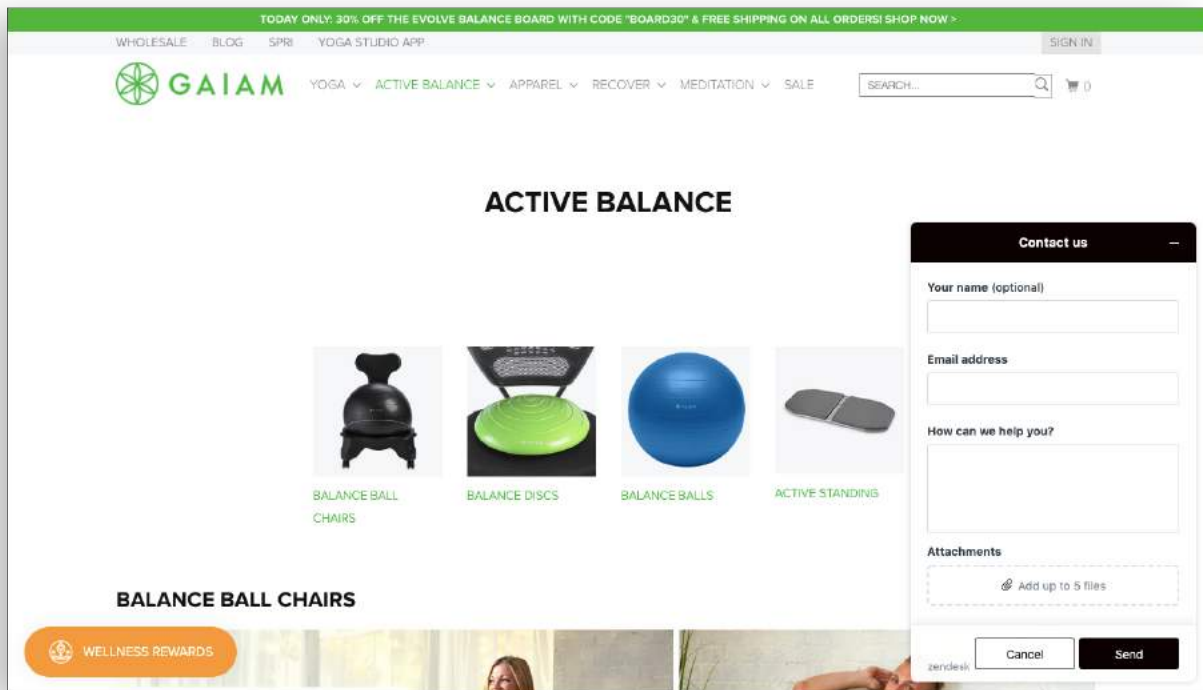 TODAY ONLY: 30% OFF THE EVOLVE BALANCE BOARD WITH CODE "BOARD30" & FREE SHIPPING ON ALL ORDERS! SHOP NOW >
WHOLESALE BLOG SPRI YOGA STUDIO APP SIGN IN
GAIAM YOGA ACTIVE BALANCE APPAREL RECOVER MEDITATION SALE SEARCH... 0
ACTIVE BALANCE
Contact us
Your name (optional)
Email address
How can we help you?
BALANCE BALL
CHAIRS
BALANCE DISCS
BALANCE BALLS
ACTIVE STANDING
Attachments
Add up to 5 files
BALANCE BALL CHAIRS
WELLNESS REWARDS
zendesk
Cancel
Send